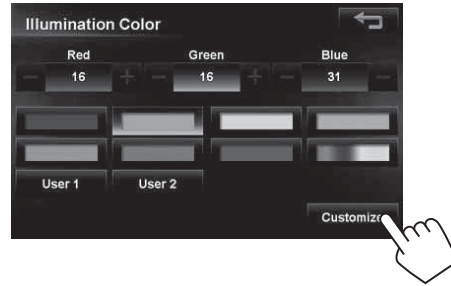 Illumination Color
Red Green Blue
16 16 31
User 1 User 2
Customize